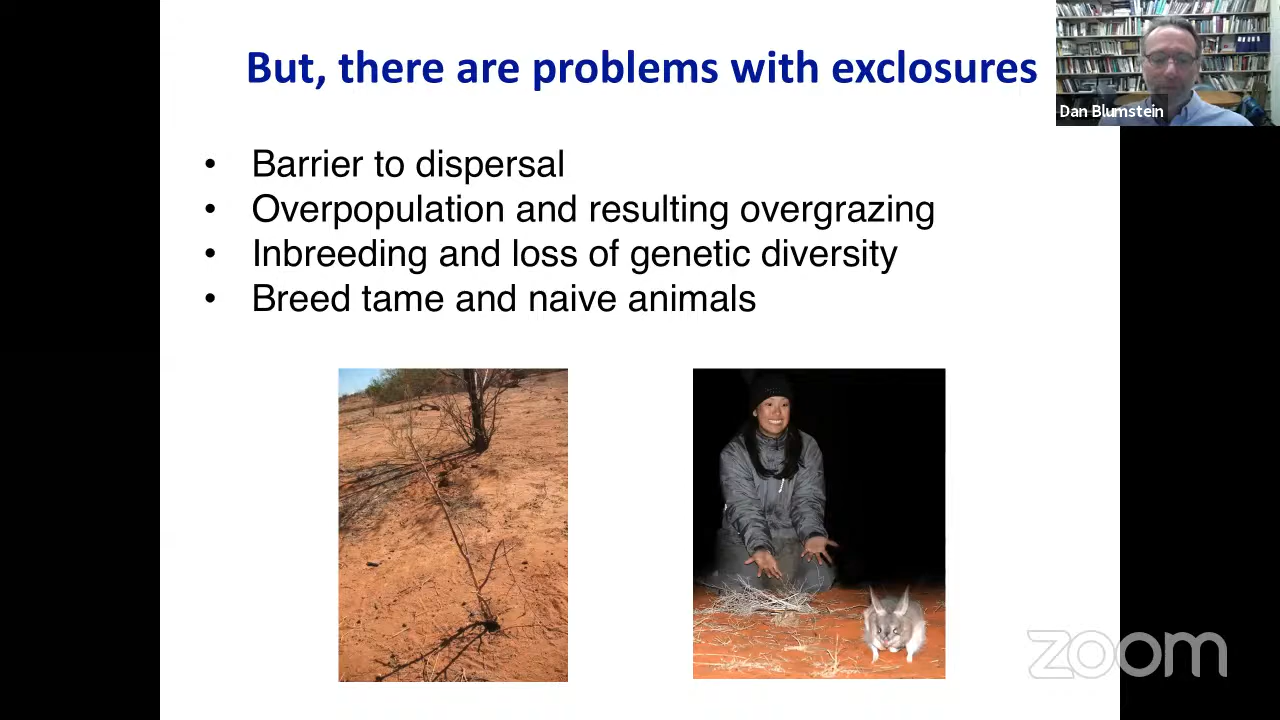 But, there are problems with exclosures
Dan Blumstein
• Barrier to dispersal
• Overpopulation and resulting overgrazing
• Inbreeding and loss of genetic diversity
• Breed tame and naive animals
zoom